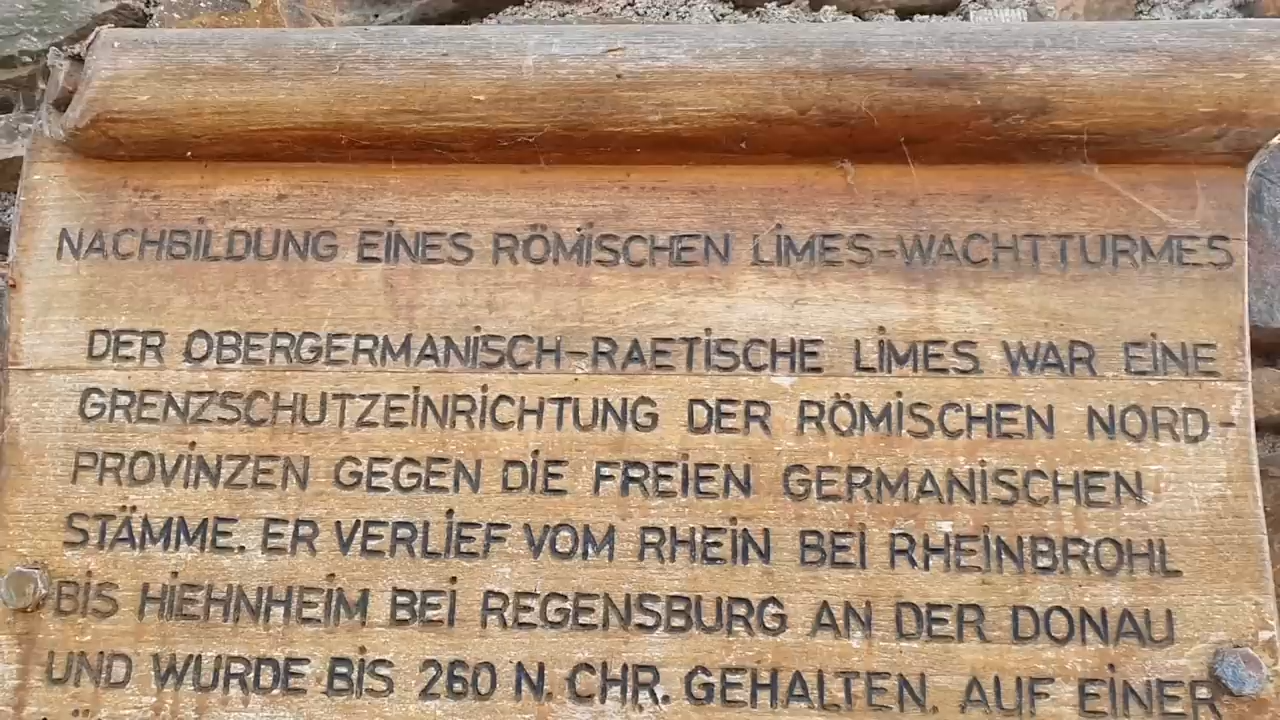 NACHBILDUNG EINES RÖMISCHEN LIMES-WACHTTURMES
DER OBERGERMANISCH-RAETISCHE LIMES WAR EINE
GRENZSCHUTZEINRICHTUNG DER RÖMISCHEN NORD-
PROVINZEN GEGEN DIE FREIEN GERMANISCHEN
STÄMME. ER VERLIEF VOM RHEIN BEI RHEINBROHL
BIS HIEHNHEIM BEI REGENSBURG AN DER DONAU
UND WURDE BIS 260 N. CHR. GEHALTEN. AUF EINER